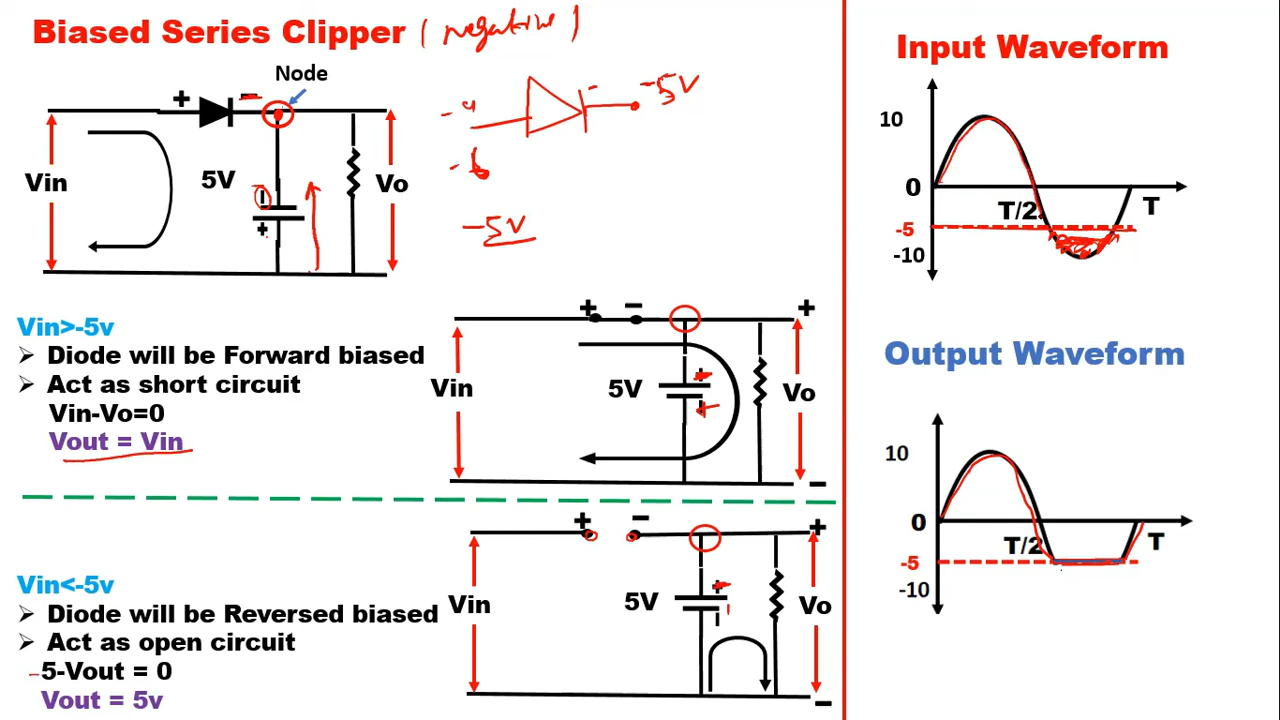 Biased Series Clipper (negative)
Node
+ −
-4
-5V
-6
-5V
Vin
5V
−
+
Vo
Vin>-5v
➢ Diode will be Forward biased
➢ Act as short circuit
Vin-Vo=0
Vout = Vin
+ − +
Vin
5V
+
Vo
−
Vin<-5v
➢ Diode will be Reversed biased
➢ Act as open circuit
-5-Vout = 0
Vout = 5v
+ − +
Vin
5V
+
−
Vo
−
Input Waveform
10
0
T/2
T
-5
-10
Output Waveform
10
0
T/2
T
-5
-10